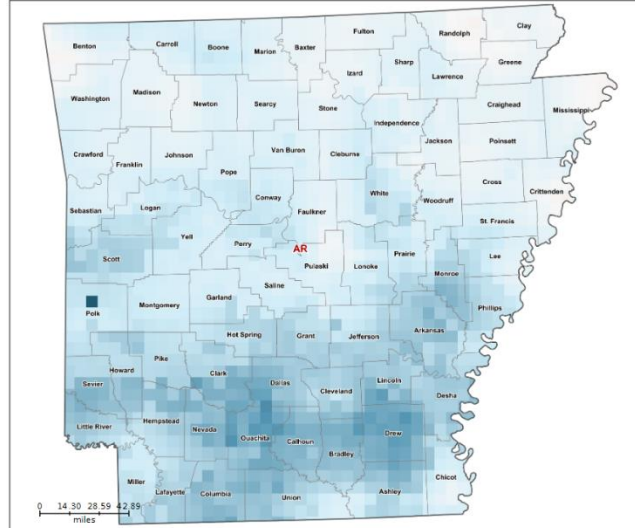 Fulton
Randolph
Clay
Benton
Carroll
Boone
Marion
Baxter
Sharp
Greene
Izard
Lawrence
Washington
Madison
Newton
Searcy
Stone
Craighead
Mississippi
Independence
Crawford
Franklin
Johnson
Van Buren
Cleburne
Jackson
Poinsett
Pope
Conway
White
Cross
Crittenden
Sebastian
Logan
Faulkner
Woodruff
St. Francis
Yell
Perry
AR
Scott
Pulaski
Lonoke
Prairie
Monroe
Lee
Saline
Polk
Montgomery
Garland
Phillips
Hot Spring
Grant
Jefferson
Arkansas
Pike
Howard
Clark
Sevier
Dallas
Cleveland
Lincoln
Desha
Little River
Hempstead
Nevada
Ouachita
Calhoun
Bradley
Drew
Miller
Lafayette
Columbia
Union
Ashley
Chicot
0 14.30 28.59 42.89
miles